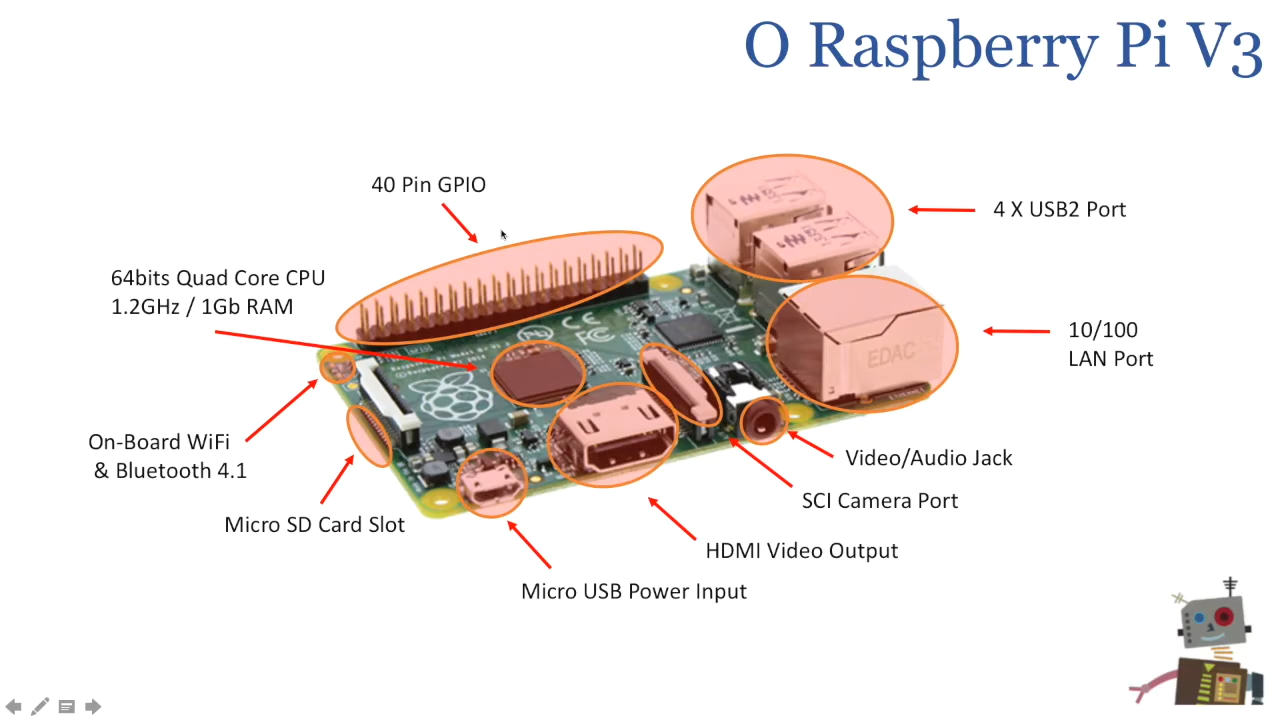 O Raspberry Pi V3
40 Pin GPIO
4 X USB2 Port
64bits Quad Core CPU
1.2GHz / 1Gb RAM
10/100
LAN Port
EDAC
On-Board WiFi
& Bluetooth 4.1
Video/Audio Jack
SCI Camera Port
Micro SD Card Slot
HDMI Video Output
Micro USB Power Input